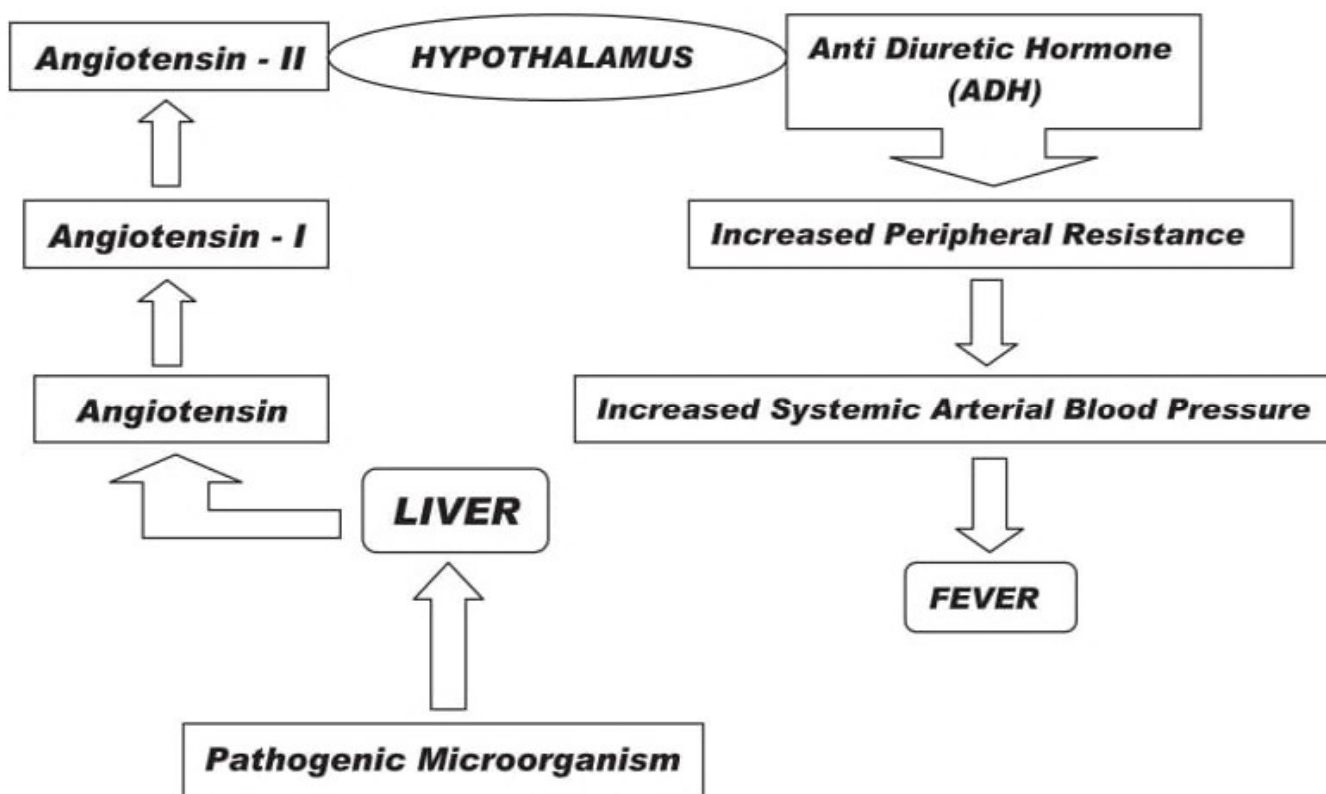 Angiotensin - II
HYPOTHALAMUS
Anti Diuretic Hormone
(ADH)
Angiotensin - I
Increased Peripheral Resistance
Angiotensin
Increased Systemic Arterial Blood Pressure
LIVER
FEVER
Pathogenic Microorganism